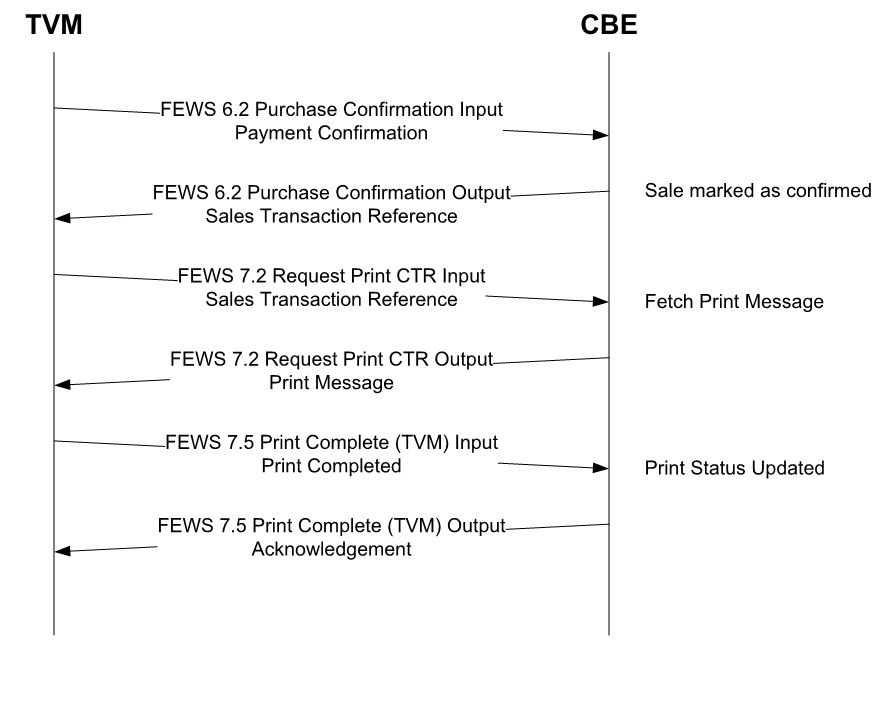 TVM
CBE
FEWS 6.2 Purchase Confirmation Input
Payment Confirmation
FEWS 6.2 Purchase Confirmation Output
Sales Transaction Reference
Sale marked as confirmed
FEWS 7.2 Request Print CTR Input
Sales Transaction Reference
Fetch Print Message
FEWS 7.2 Request Print CTR Output
Print Message
FEWS 7.5 Print Complete (TVM) Input
Print Completed
Print Status Updated
FEWS 7.5 Print Complete (TVM) Output
Acknowledgement